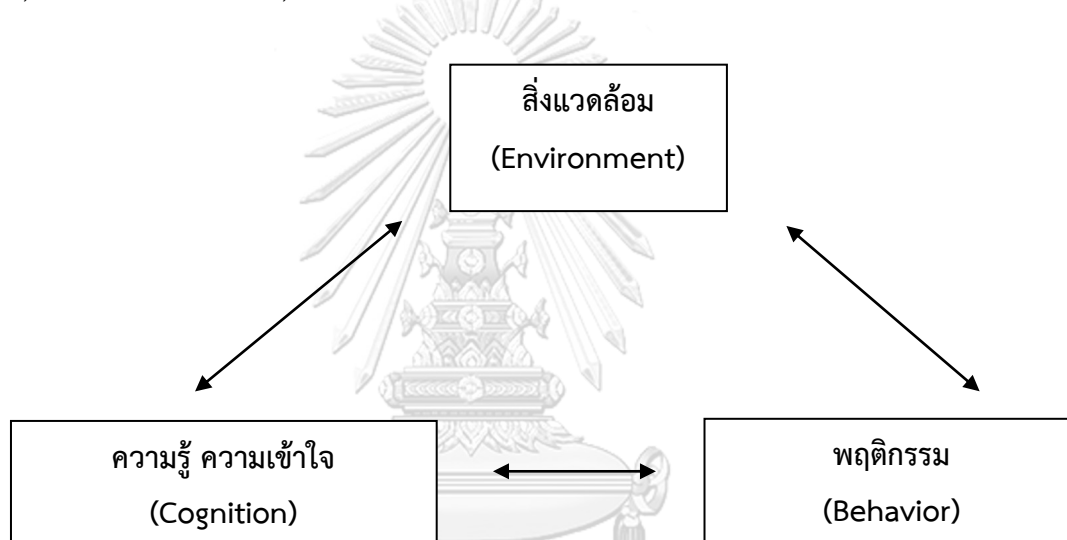 สิ่งแวดล้อม
(Environment)
ความรู้ ความเข้าใจ
(Cognition)
พฤติกรรม
(Behavior)